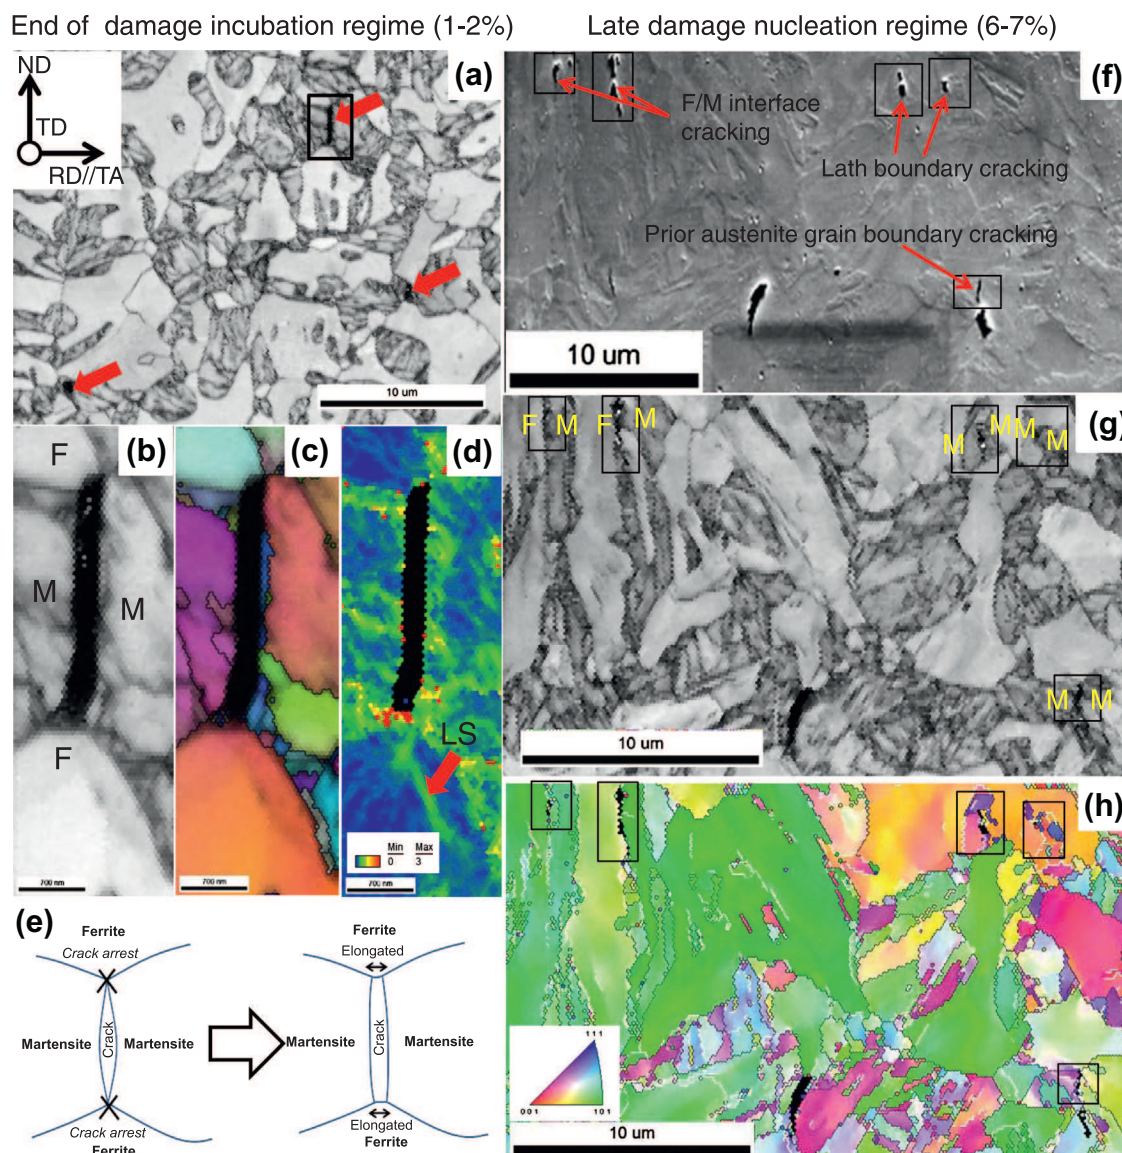 End of damage incubation regime (1-2%)
Late damage nucleation regime (6-7%)
ND
TD
RD//TA
(a)
10 um
F
(b)
M
M
F
700 nm
(c)
700 nm
(d)
LS
Min Max
0 3
700 nm
(e)
Ferrite
Crack arrest
Martensite
Crack
Martensite
Crack arrest
Ferrite
Ferrite
Elongated
Martensite
Crack
Martensite
Elongated
Ferrite
(f)
F/M interface
cracking
Lath boundary cracking
Prior austenite grain boundary cracking
10 um
F M F M M M M M
(g)
M M
10 um
(h)
111
001 101
10 um